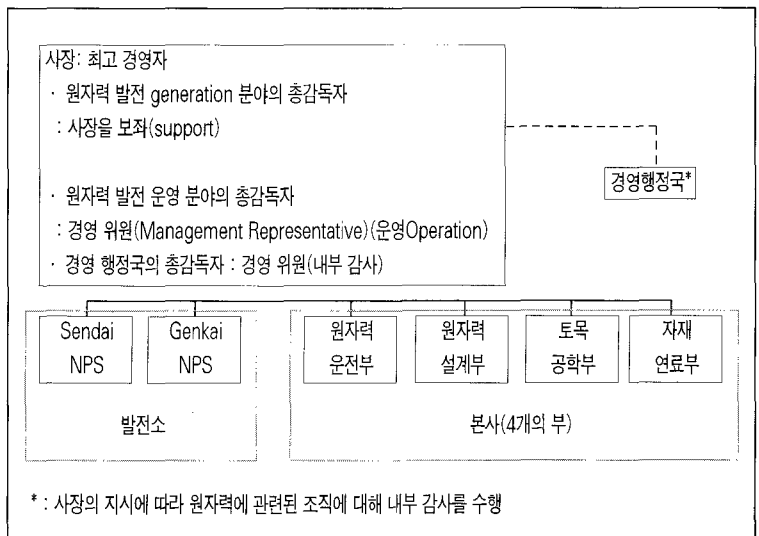 사장: 최고 경영자
· 원자력 발전 generation 분야의 총감독자
: 사장을 보좌(support)
경영행정국*
· 원자력 발전 운영 분야의 총감독자
: 경영 위원(Management Representative)(운영Operation)
· 경영 행정국의 총감독자 : 경영 위원(내부 감사)
Sendai
NPS
Genkai
NPS
원자력
운전부
원자력
설계부
토목
공학부
자재
연료부
발전소
본사(4개의 부)
* : 사장의 지시에 따라 원자력에 관련된 조직에 대해 내부 감사를 수행